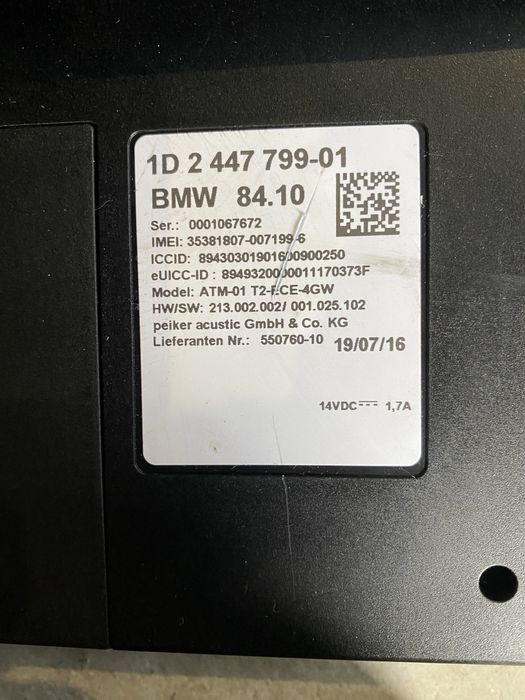 1D 2 447 799-01
BMW 84.10
Ser.: 0001067672
IMEI: 35381807-007199-6
ICCID: 89430301901600900250
eUICC-ID : 8949320000011170373F
Model: ATM-01 T2-ECE-4GW
HW/SW: 213.002.002/ 001.025.102
peiker acustic GmbH & Co. KG
Lieferanten Nr.: 550760-10 19/07/16
14VDC⎓ 1,7A